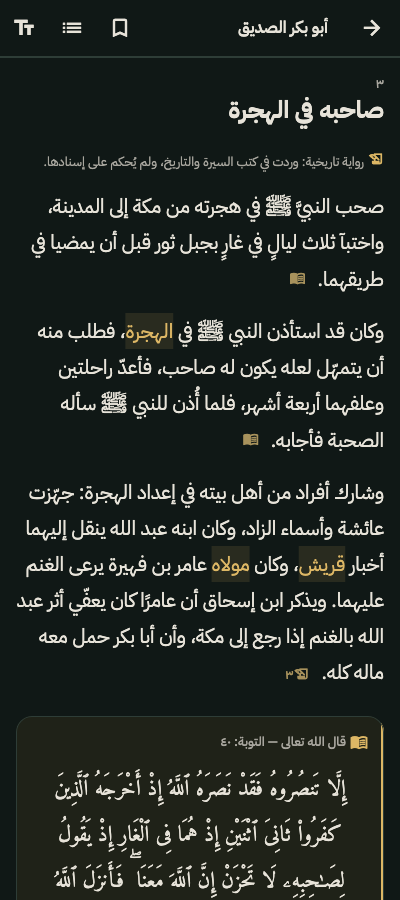 أبو بكر الصديق
٣
صاحبه في الهجرة
رواية تاريخية: وردت في كتب السيرة والتاريخ، ولم يُحكم على إسنادها.
صحب النبيَّ ﷺ في هجرته من مكة إلى المدينة،
واختبآ ثلاث ليالٍ في غارٍ بجبل ثور قبل أن يمضيا في
طريقهما.
وكان قد استأذن النبي ﷺ في الهجرة، فطلب منه
أن يتمهّل لعله يكون له صاحب، فأعدّ راحلتين
وعلفهما أربعة أشهر، فلما أُذن للنبي ﷺ سأله
الصحبة فأجابه.
وشارك أفراد من أهل بيته في إعداد الهجرة: جهّزت
عائشة وأسماء الزاد، وكان ابنه عبد الله ينقل إليهما
أخبار قريش، وكان مولاه عامر بن فهيرة يرعى الغنم
عليهما. ويذكر ابن إسحاق أن عامرًا كان يعفّي أثر عبد
الله بالغنم إذا رجع إلى مكة، وأن أبا بكر حمل معه
ماله كله. ٣
قال الله تعالى — التوبة: ٤٠
إِلَّا تَنصُرُوهُ فَقَدْ نَصَرَهُ ٱللَّهُ إِذْ أَخْرَجَهُ ٱلَّذِينَ
كَفَرُوا۟ ثَانِىَ ٱثْنَيْنِ إِذْ هُمَا فِى ٱلْغَارِ إِذْ يَقُولُ
لِصَـٰحِبِهِۦ لَا تَحْزَنْ إِنَّ ٱللَّهَ مَعَنَا ۖ فَأَنزَلَ ٱللَّهُ